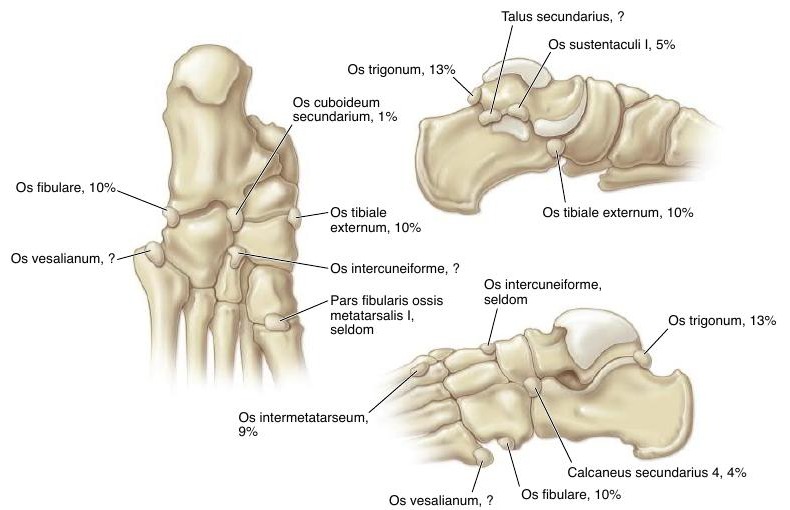 Talus secundarius, ?
Os sustentaculi I, 5%
Os trigonum, 13%
Os cuboideum
secundarium, 1%
Os fibulare, 10%
Os tibiale
externum, 10%
Os tibiale externum, 10%
Os vesalianum, ?
Os intercuneiforme, ?
Pars fibularis ossis
metatarsalis I,
seldom
Os intercuneiforme,
seldom
Os trigonum, 13%
Os intermetatarseum,
9%
Calcaneus secundarius 4, 4%
Os vesalianum, ?
Os fibulare, 10%